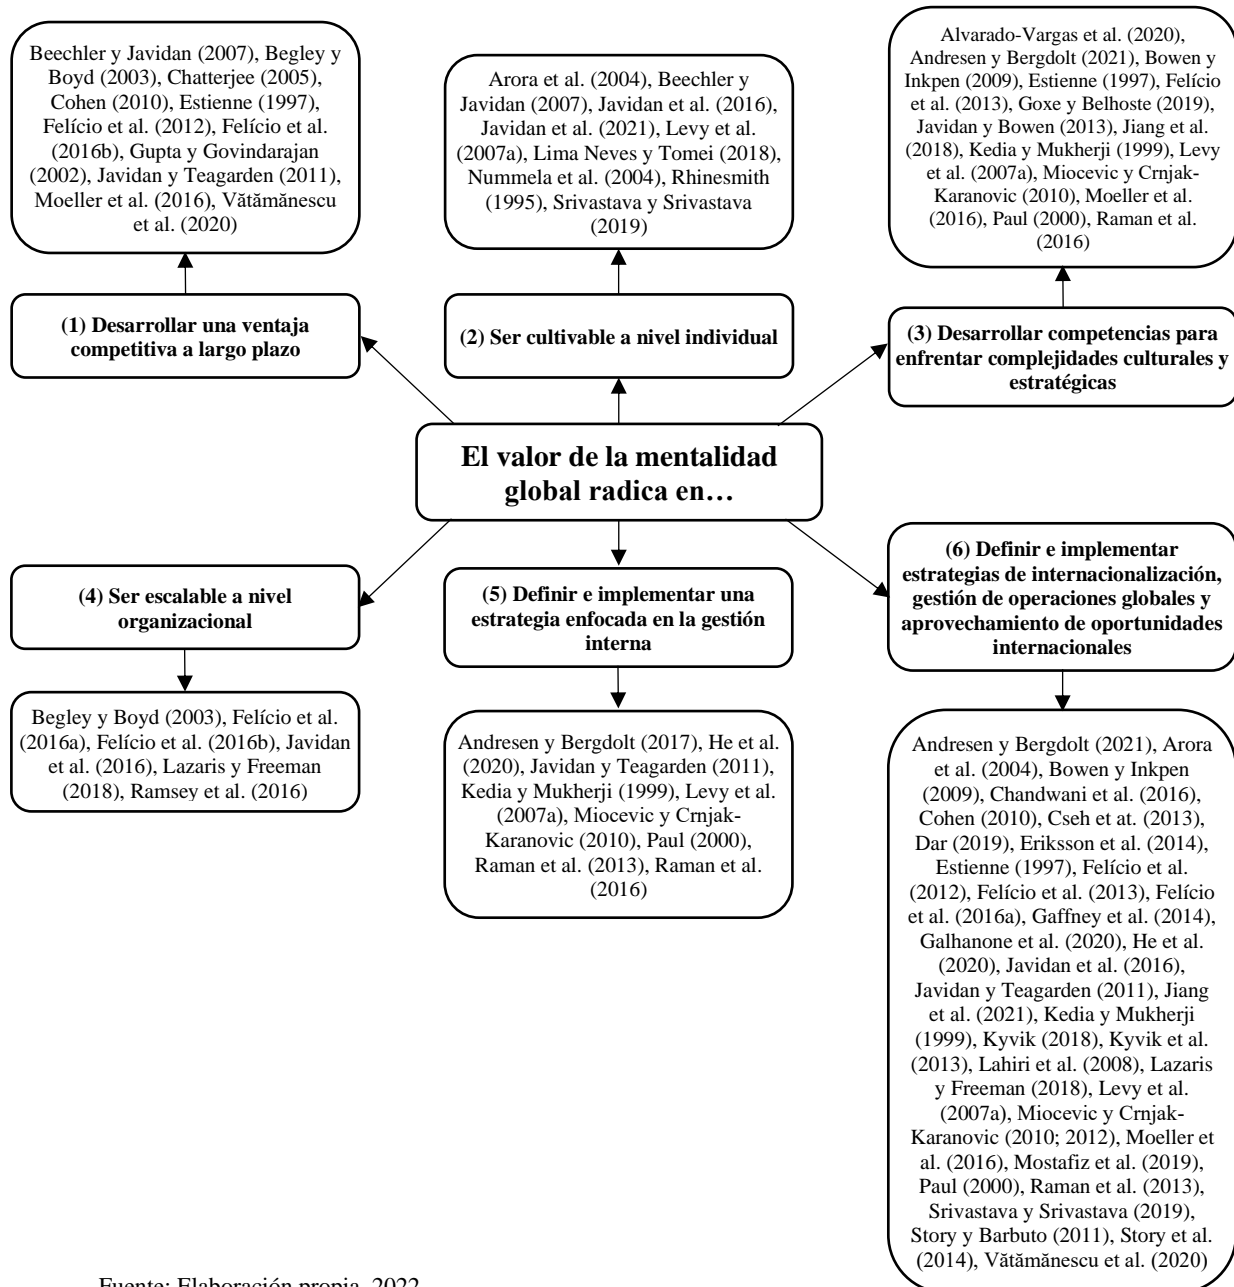 Beechler y Javidan (2007), Begley y
Boyd (2003), Chatterjee (2005),
Cohen (2010), Estienne (1997),
Felício et al. (2012), Felício et al.
(2016b), Gupta y Govindarajan
(2002), Javidan y Teagarden (2011),
Moeller et al. (2016), Vătămănescu
et al. (2020)
Arora et al. (2004), Beechler y
Javidan (2007), Javidan et al. (2016),
Javidan et al. (2021), Levy et al.
(2007a), Lima Neves y Tomei (2018),
Nummela et al. (2004), Rhinesmith
(1995), Srivastava y Srivastava
(2019)
Alvarado-Vargas et al. (2020),
Andresen y Bergdolt (2021), Bowen y
Inkpen (2009), Estienne (1997), Felício
et al. (2013), Goxe y Belhoste (2019),
Javidan y Bowen (2013), Jiang et al.
(2018), Kedia y Mukherji (1999), Levy
et al. (2007a), Miocevic y Crnjak-
Karanovic (2010), Moeller et al.
(2016), Paul (2000), Raman et al.
(2016)
(1) Desarrollar una ventaja
competitiva a largo plazo
(2) Ser cultivable a nivel individual
(3) Desarrollar competencias para
enfrentar complejidades culturales y
estratégicas
El valor de la mentalidad
global radica en…
(4) Ser escalable a nivel
organizacional
(5) Definir e implementar una
estrategia enfocada en la gestión
interna
(6) Definir e implementar
estrategias de internacionalización,
gestión de operaciones globales y
aprovechamiento de oportunidades
internacionales
Begley y Boyd (2003), Felício et al.
(2016a), Felício et al. (2016b), Javidan
et al. (2016), Lazaris y Freeman
(2018), Ramsey et al. (2016)
Andresen y Bergdolt (2017), He et al.
(2020), Javidan y Teagarden (2011),
Kedia y Mukherji (1999), Levy et al.
(2007a), Miocevic y Crnjak-
Karanovic (2010), Paul (2000),
Raman et al. (2013), Raman et al.
(2016)
Andresen y Bergdolt (2021), Arora
et al. (2004), Bowen y Inkpen
(2009), Chandwani et al. (2016),
Cohen (2010), Cseh et at. (2013),
Dar (2019), Eriksson et al. (2014),
Estienne (1997), Felício et al.
(2012), Felício et al. (2013), Felício
et al. (2016a), Gaffney et al. (2014),
Galhanone et al. (2020), He et al.
(2020), Javidan et al. (2016),
Javidan y Teagarden (2011), Jiang
et al. (2021), Kedia y Mukherji
(1999), Kyvik (2018), Kyvik et al.
(2013), Lahiri et al. (2008), Lazaris
y Freeman (2018), Levy et al.
(2007a), Miocevic y Crnjak-
Karanovic (2010; 2012), Moeller et
al. (2016), Mostafiz et al. (2019),
Paul (2000), Raman et al. (2013),
Srivastava y Srivastava (2019),
Story y Barbuto (2011), Story et al.
(2014), Vătămănescu et al. (2020)
Fuente: Elaboración propia, 2022